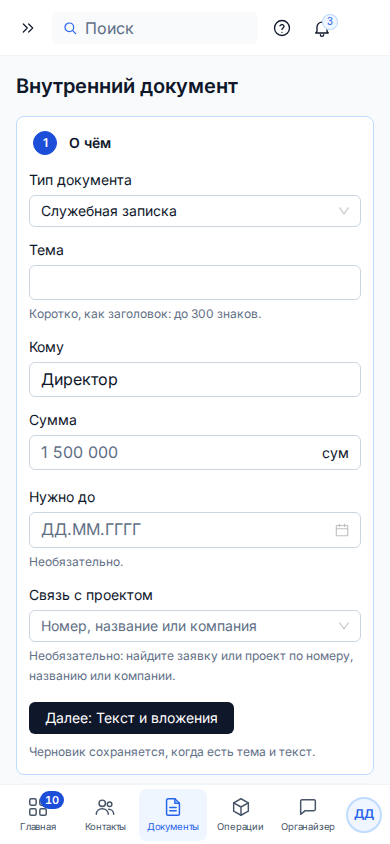 Поиск
3
Внутренний документ
1 О чём
Тип документа
Служебная записка
Тема
Коротко, как заголовок: до 300 знаков.
Кому
Директор
Сумма
1 500 000 сум
Нужно до
ДД.ММ.ГГГГ
Необязательно.
Связь с проектом
Номер, название или компания
Необязательно: найдите заявку или проект по номеру,
названию или компании.
Далее: Текст и вложения
Черновик сохраняется, когда есть тема и текст.
10
Главная Контакты Документы Операции Органайзер ДД